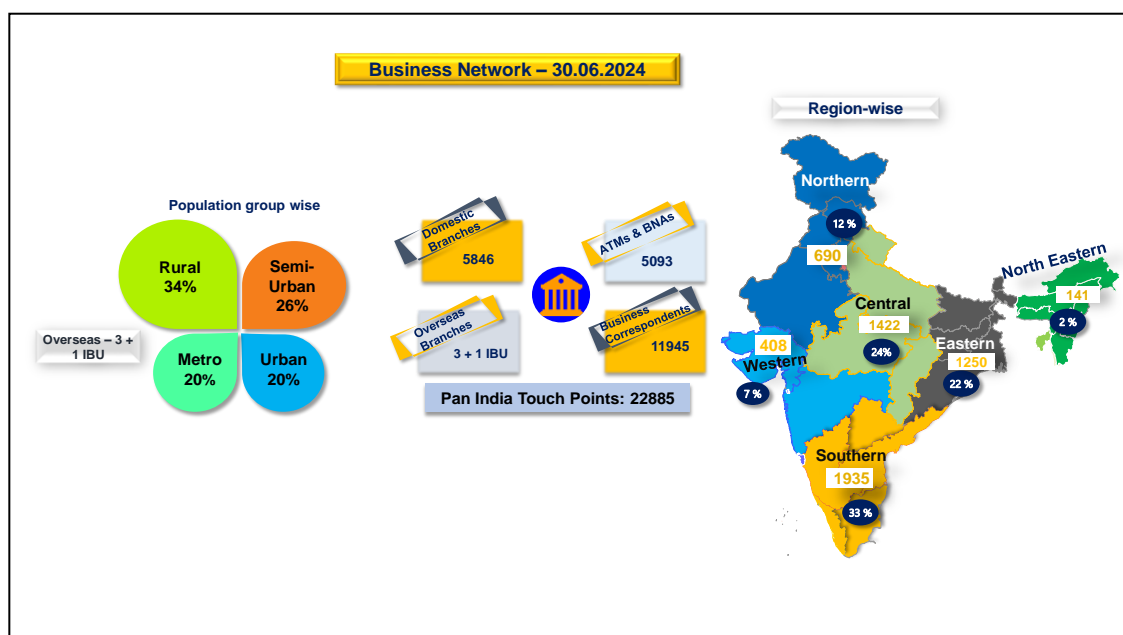 Business Network – 30.06.2024
Region-wise
Population group wise
Rural
34%
Semi-
Urban
26%
Metro
20%
Urban
20%
Overseas – 3 +
1 IBU
Domestic
Branches
5846
ATMs & BNAs
5093
Overseas
Branches
3 + 1 IBU
Business
Correspondents
11945
Pan India Touch Points: 22885
Northern
12 %
690
North Eastern
141
2 %
Central
1422
24%
Eastern
1250
22 %
408
Western
7 %
Southern
1935
33 %